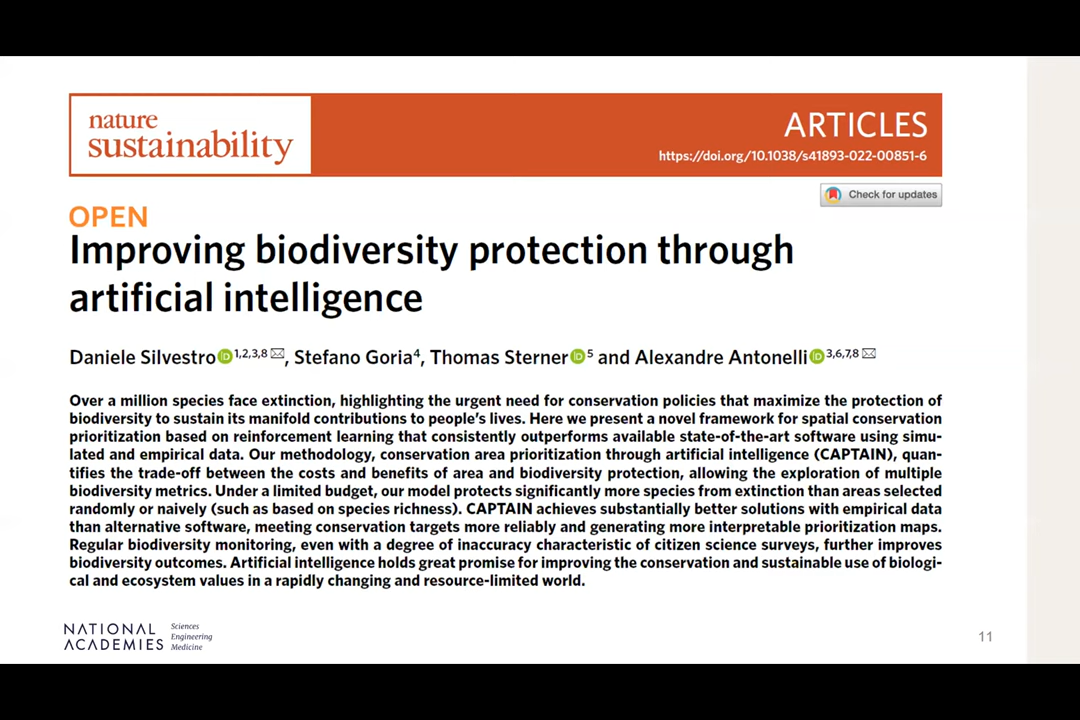 nature
sustainability
ARTICLES
https://doi.org/10.1038/s41893-022-00851-6
Check for updates
OPEN
Improving biodiversity protection through
artificial intelligence
Daniele Silvestro 1,2,3,8, Stefano Goria4, Thomas Sterner 5 and Alexandre Antonelli 3,6,7,8
Over a million species face extinction, highlighting the urgent need for conservation policies that maximize the protection of
biodiversity to sustain its manifold contributions to people's lives. Here we present a novel framework for spatial conservation
prioritization based on reinforcement learning that consistently outperforms available state-of-the-art software using simu-
lated and empirical data. Our methodology, conservation area prioritization through artificial intelligence (CAPTAIN), quan-
tifies the trade-off between the costs and benefits of area and biodiversity protection, allowing the exploration of multiple
biodiversity metrics. Under a limited budget, our model protects significantly more species from extinction than areas selected
randomly or naively (such as based on species richness). CAPTAIN achieves substantially better solutions with empirical data
than alternative software, meeting conservation targets more reliably and generating more interpretable prioritization maps.
Regular biodiversity monitoring, even with a degree of inaccuracy characteristic of citizen science surveys, further improves
biodiversity outcomes. Artificial intelligence holds great promise for improving the conservation and sustainable use of biologi-
cal and ecosystem values in a rapidly changing and resource-limited world.
NATIONAL
ACADEMIES
Sciences
Engineering
Medicine
11